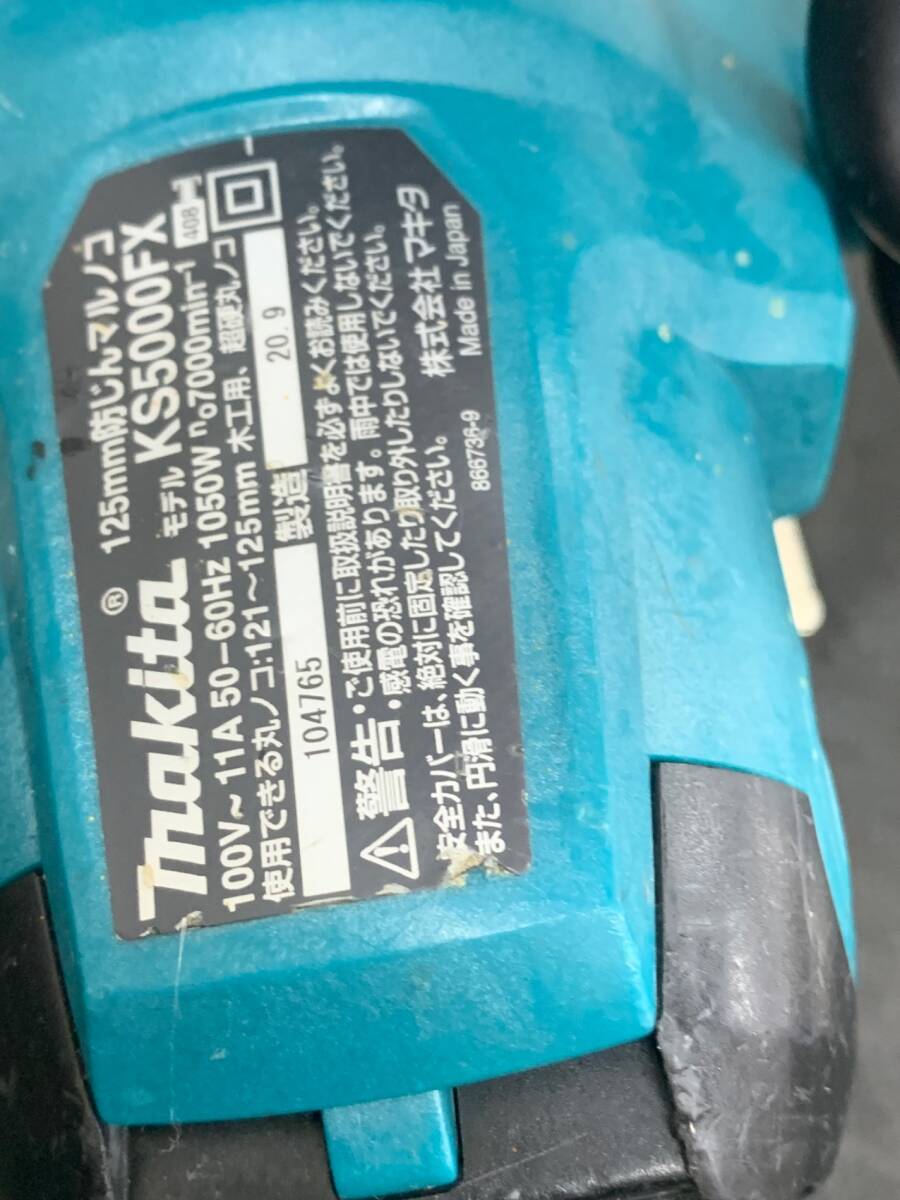 makita®
125mm防じんマルノコ
モデル KS5000FX
408
100V~ 11A 50-60Hz 1050W n₀7000min⁻¹
使用できる丸ノコ:121~125mm 木工用、超硬丸ノコ
104765 製造 20.9
警告・ご使用前に取扱説明書を必ずよくお読みください。
・感電の恐れがあります。雨中では使用しないでください。
安全カバーは、絶対に固定したり取り外したりしないでください。
また、円滑に動く事を確認してください。
株式会社 マキタ
866736-9 Made in Japan